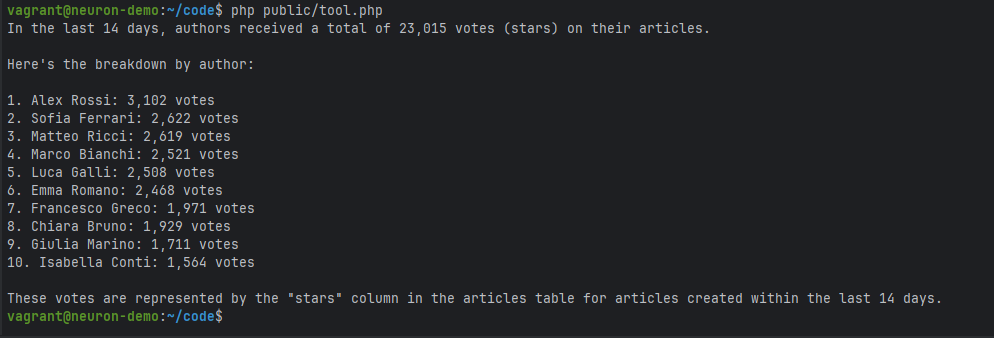 vagrant@neuron-demo:~/code$ php public/tool.php
In the last 14 days, authors received a total of 23,015 votes (stars) on their articles.
Here's the breakdown by author:
1. Alex Rossi: 3,102 votes
2. Sofia Ferrari: 2,622 votes
3. Matteo Ricci: 2,619 votes
4. Marco Bianchi: 2,521 votes
5. Luca Galli: 2,508 votes
6. Emma Romano: 2,468 votes
7. Francesco Greco: 1,971 votes
8. Chiara Bruno: 1,929 votes
9. Giulia Marino: 1,711 votes
10. Isabella Conti: 1,564 votes
These votes are represented by the "stars" column in the articles table for articles created within the last 14 days.
vagrant@neuron-demo:~/code$